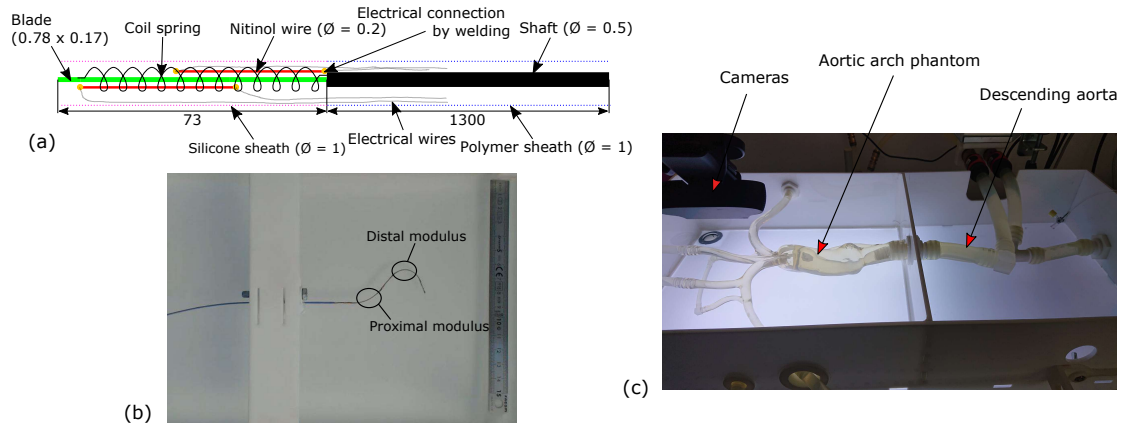 Blade
(0.78 x 0.17)
Coil spring
Nitinol wire (Ø = 0.2)
Electrical connection
by welding
Shaft (Ø = 0.5)
73
1300
Silicone sheath (Ø = 1)
Electrical wires
Polymer sheath (Ø = 1)
(a)
Distal modulus
Proximal modulus
(b)
Cameras
Aortic arch phantom
Descending aorta
(c)